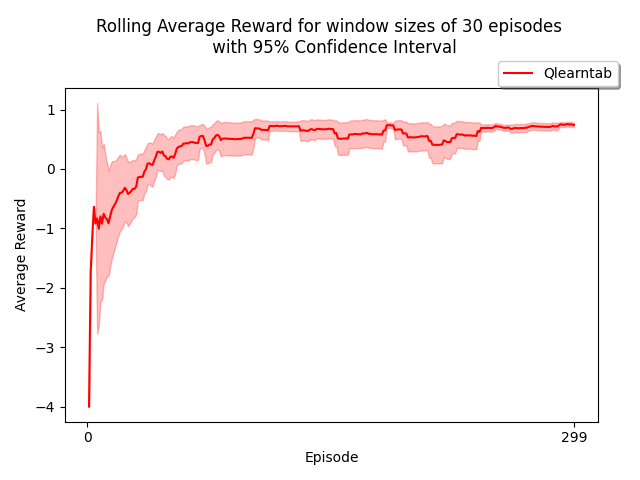 Rolling Average Reward for window sizes of 30 episodes
with 95% Confidence Interval
Qlearntab
1
0
−1
−2
−3
−4
Average Reward
0
299
Episode